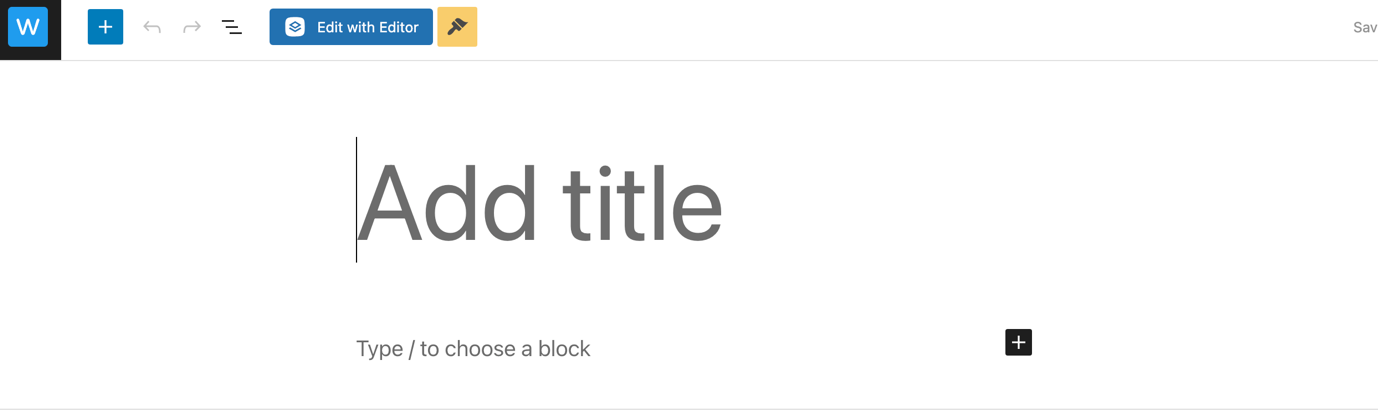 W
Edit with Editor
Sav
Add title
Type / to choose a block